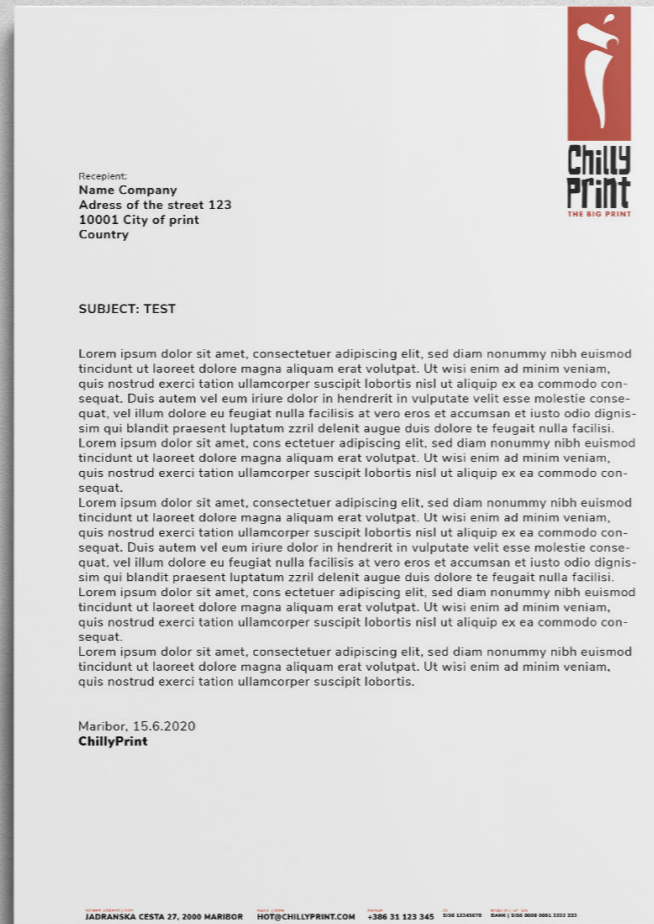 Chilly
Print
THE BIG PRINT
Recepient:
Name Company
Adress of the street 123
10001 City of print
Country
SUBJECT: TEST
Lorem ipsum dolor sit amet, consectetuer adipiscing elit, sed diam nonummy nibh euismod
tincidunt ut laoreet dolore magna aliquam erat volutpat. Ut wisi enim ad minim veniam,
quis nostrud exerci tation ullamcorper suscipit lobortis nisl ut aliquip ex ea commodo con-
sequat. Duis autem vel eum iriure dolor in hendrerit in vulputate velit esse molestie conse-
quat, vel illum dolore eu feugiat nulla facilisis at vero eros et accumsan et iusto odio dignis-
sim qui blandit praesent luptatum zzril delenit augue duis dolore te feugait nulla facilisi.
Lorem ipsum dolor sit amet, cons ectetuer adipiscing elit, sed diam nonummy nibh euismod
tincidunt ut laoreet dolore magna aliquam erat volutpat. Ut wisi enim ad minim veniam,
quis nostrud exerci tation ullamcorper suscipit lobortis nisl ut aliquip ex ea commodo con-
sequat.
Lorem ipsum dolor sit amet, consectetuer adipiscing elit, sed diam nonummy nibh euismod
tincidunt ut laoreet dolore magna aliquam erat volutpat. Ut wisi enim ad minim veniam,
quis nostrud exerci tation ullamcorper suscipit lobortis nisl ut aliquip ex ea commodo con-
sequat. Duis autem vel eum iriure dolor in hendrerit in vulputate velit esse molestie conse-
quat, vel illum dolore eu feugiat nulla facilisis at vero eros et accumsan et iusto odio dignis-
sim qui blandit praesent luptatum zzril delenit augue duis dolore te feugait nulla facilisi.
Lorem ipsum dolor sit amet, cons ectetuer adipiscing elit, sed diam nonummy nibh euismod
tincidunt ut laoreet dolore magna aliquam erat volutpat. Ut wisi enim ad minim veniam,
quis nostrud exerci tation ullamcorper suscipit lobortis nisl ut aliquip ex ea commodo con-
sequat.
Lorem ipsum dolor sit amet, consectetuer adipiscing elit, sed diam nonummy nibh euismod
tincidunt ut laoreet dolore magna aliquam erat volutpat. Ut wisi enim ad minim veniam,
quis nostrud exerci tation ullamcorper suscipit lobortis.
Maribor, 15.6.2020
ChillyPrint
JADRANSKA CESTA 27, 2000 MARIBOR HOT@CHILLYPRINT.COM +386 31 123 345 SI56 12345678 BANK | SI56 0000 0001 2222 333